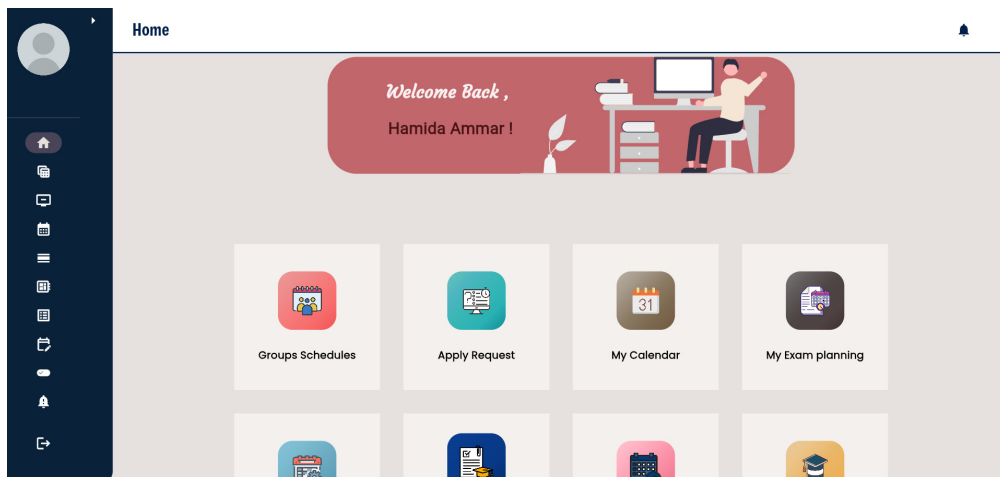 Home
Welcome Back ,
Hamida Ammar !
31
Groups Schedules
Apply Request
My Calendar
My Exam planning